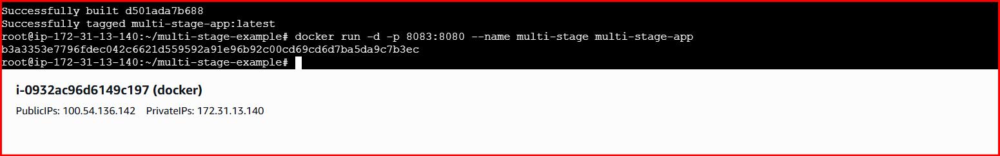 Successfully built d501ada7b688
Successfully tagged multi-stage-app:latest
root@ip-172-31-13-140:~/multi-stage-example# docker run -d -p 8083:8080 --name multi-stage multi-stage-app
b3a3353e7796fdec042c6621d559592a91e96b92c00cd69cd6d7ba5da9c7b3ec
root@ip-172-31-13-140:~/multi-stage-example#
i-0932ac96d6149c197 (docker)
PublicIPs: 100.54.136.142 PrivateIPs: 172.31.13.140